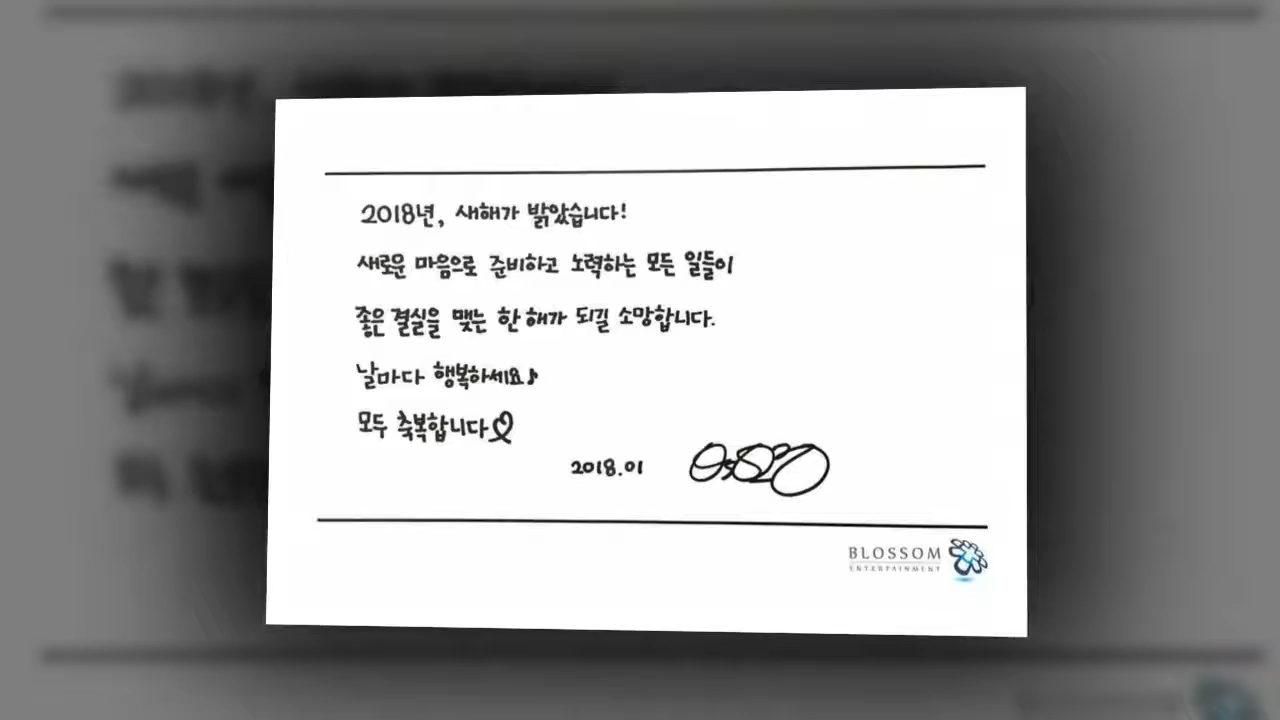 2018년, 새해가 밝았습니다!
새로운 마음으로 준비하고 노력하는 모든 일들이
좋은 결실을 맺는 한 해가 되길 소망합니다.
날마다 행복하세요♪
모두 축복합니다♡
2018.01
BLOSSOM
ENTERTAINMENT